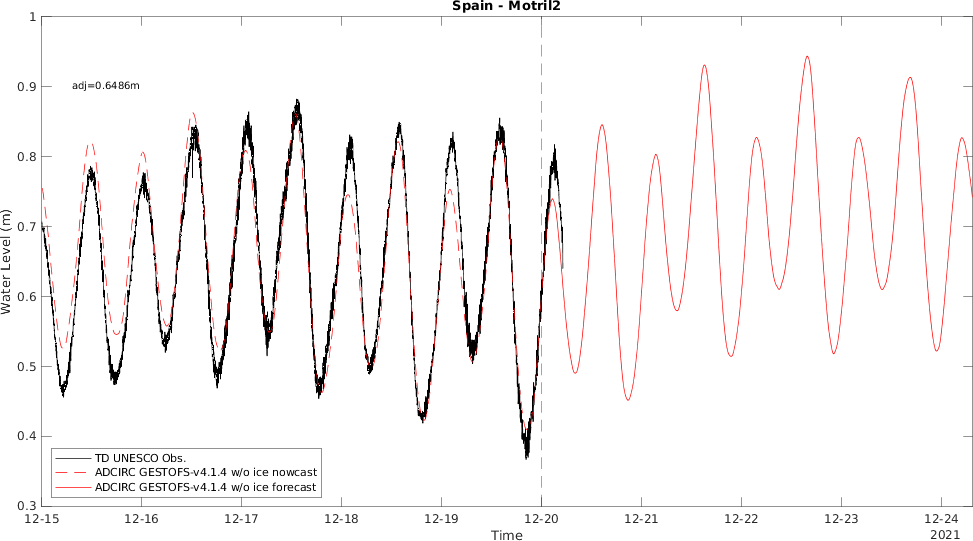 Spain - Motril2
1
0.9
0.8
0.7
0.6
0.5
0.4
0.3
Water Level (m)
adj=0.6486m
TD UNESCO Obs.
ADCIRC GESTOFS-v4.1.4 w/o ice nowcast
ADCIRC GESTOFS-v4.1.4 w/o ice forecast
12-15 12-16 12-17 12-18 12-19 12-20 12-21 12-22 12-23 12-24
2021
Time